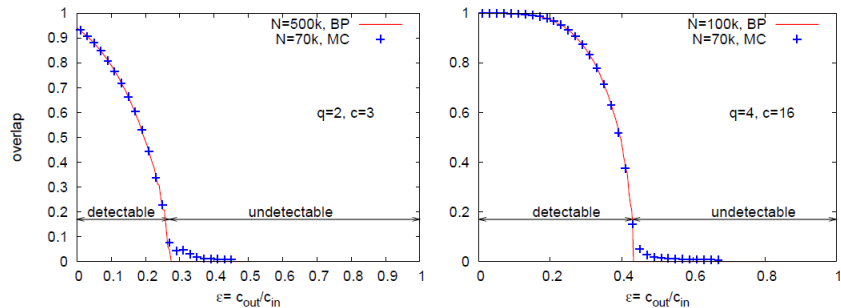 overlap
1
0.9
0.8
0.7
0.6
0.5
0.4
0.3
0.2
0.1
0
N=500k, BP
N=70k, MC
q=2, c=3
detectable undetectable
0 0.1 0.2 0.3 0.4 0.5 0.6 0.7 0.8 0.9 1
ε= c_out/c_in
1
0.8
0.6
0.4
0.2
0
N=100k, BP
N=70k, MC
q=4, c=16
detectable undetectable
0 0.2 0.4 0.6 0.8 1
ε= c_out/c_in